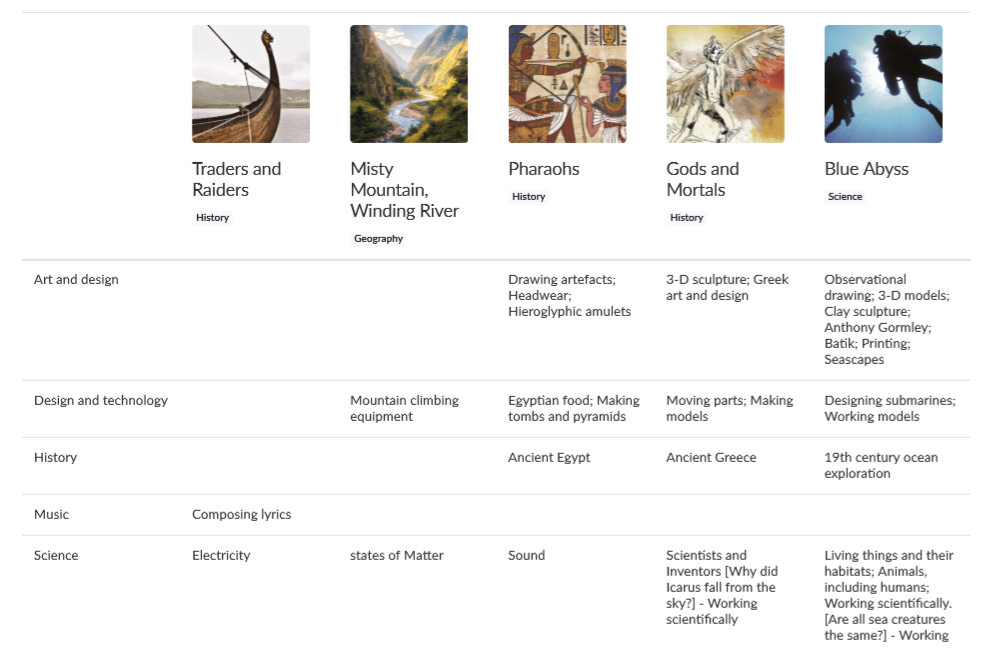 Traders and
Raiders
History
Misty
Mountain,
Winding River
Geography
Pharaohs
History
Gods and
Mortals
History
Blue Abyss
Science
Art and design
Drawing artefacts;
Headwear;
Hieroglyphic amulets
3-D sculpture; Greek
art and design
Observational
drawing; 3-D models;
Clay sculpture;
Anthony Gormley;
Batik; Printing;
Seascapes
Design and technology
Mountain climbing
equipment
Egyptian food; Making
tombs and pyramids
Moving parts; Making
models
Designing submarines;
Working models
History
Ancient Egypt
Ancient Greece
19th century ocean
exploration
Music
Composing lyrics
Science
Electricity
states of Matter
Sound
Scientists and
Inventors [Why did
Icarus fall from the
sky?] - Working
scientifically
Living things and their
habitats; Animals,
including humans;
Working scientifically.
[Are all sea creatures
the same?] - Working